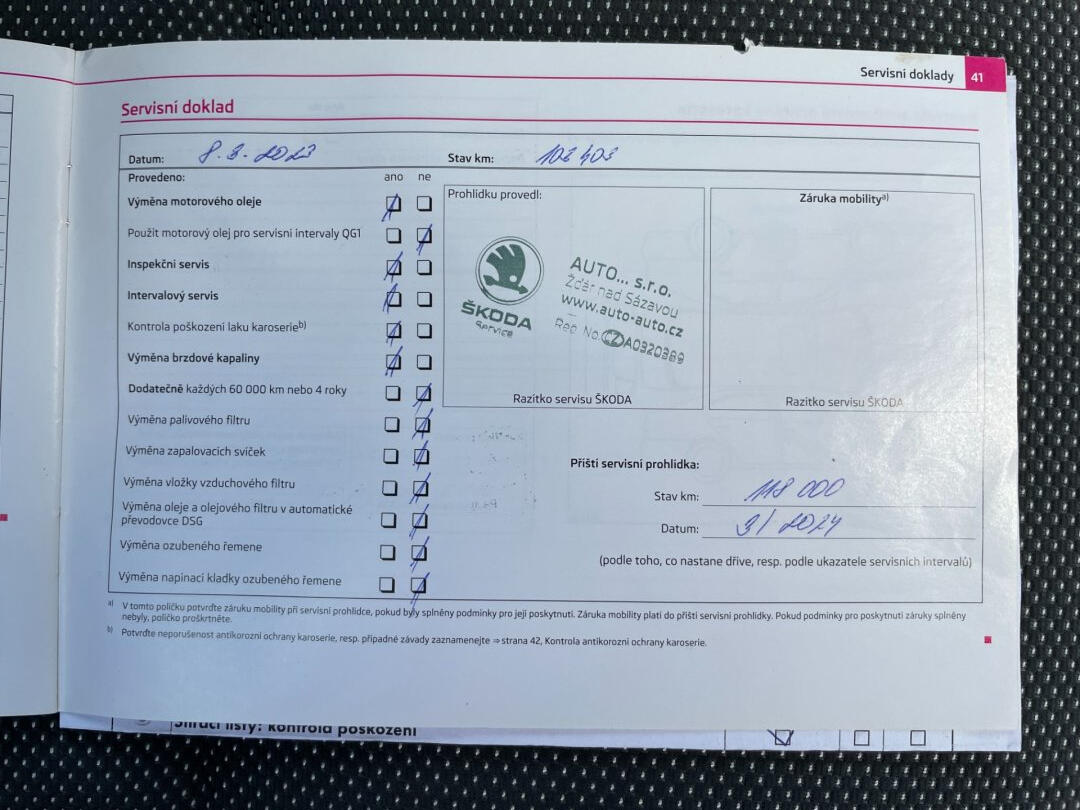 Servisní doklady 41
Servisní doklad
Datum: 8.3.2023 Stav km: 103 403
Provedeno: ano ne
Výměna motorového oleje
Použit motorový olej pro servisní intervaly QG1
Inspekční servis
Intervalový servis
Kontrola poškození laku karoserieb)
Výměna brzdové kapaliny
Dodatečně každých 60 000 km nebo 4 roky
Výměna palivového filtru
Výměna zapalovacích svíček
Výměna vložky vzduchového filtru
Výměna oleje a olejového filtru v automatické
převodovce DSG
Výměna ozubeného řemene
Výměna napínací kladky ozubeného řemene
Prohlídku provedl:
ŠKODA
Service
AUTO... s.r.o.
Žďár nad Sázavou
www.auto-auto.cz
Reg No. CZ A0320389
Razítko servisu ŠKODA
Záruka mobilitya)
Razítko servisu ŠKODA
Příští servisní prohlídka:
Stav km: 118 000
Datum: 3/2024
(podle toho, co nastane dříve, resp. podle ukazatele servisních intervalů)
a) V tomto políčku potvrďte záruku mobility při servisní prohlídce, pokud byly splněny podmínky pro její poskytnutí. Záruka mobility platí do příští servisní prohlídky. Pokud podmínky pro poskytnutí záruky splněny
nebyly, políčko proškrtněte.
b) Potvrďte neporušenost antikorozní ochrany karoserie, resp. případné závady zaznamenejte ⇒ strana 42, Kontrola antikorozní ochrany karoserie.
listy: kontrola poškození